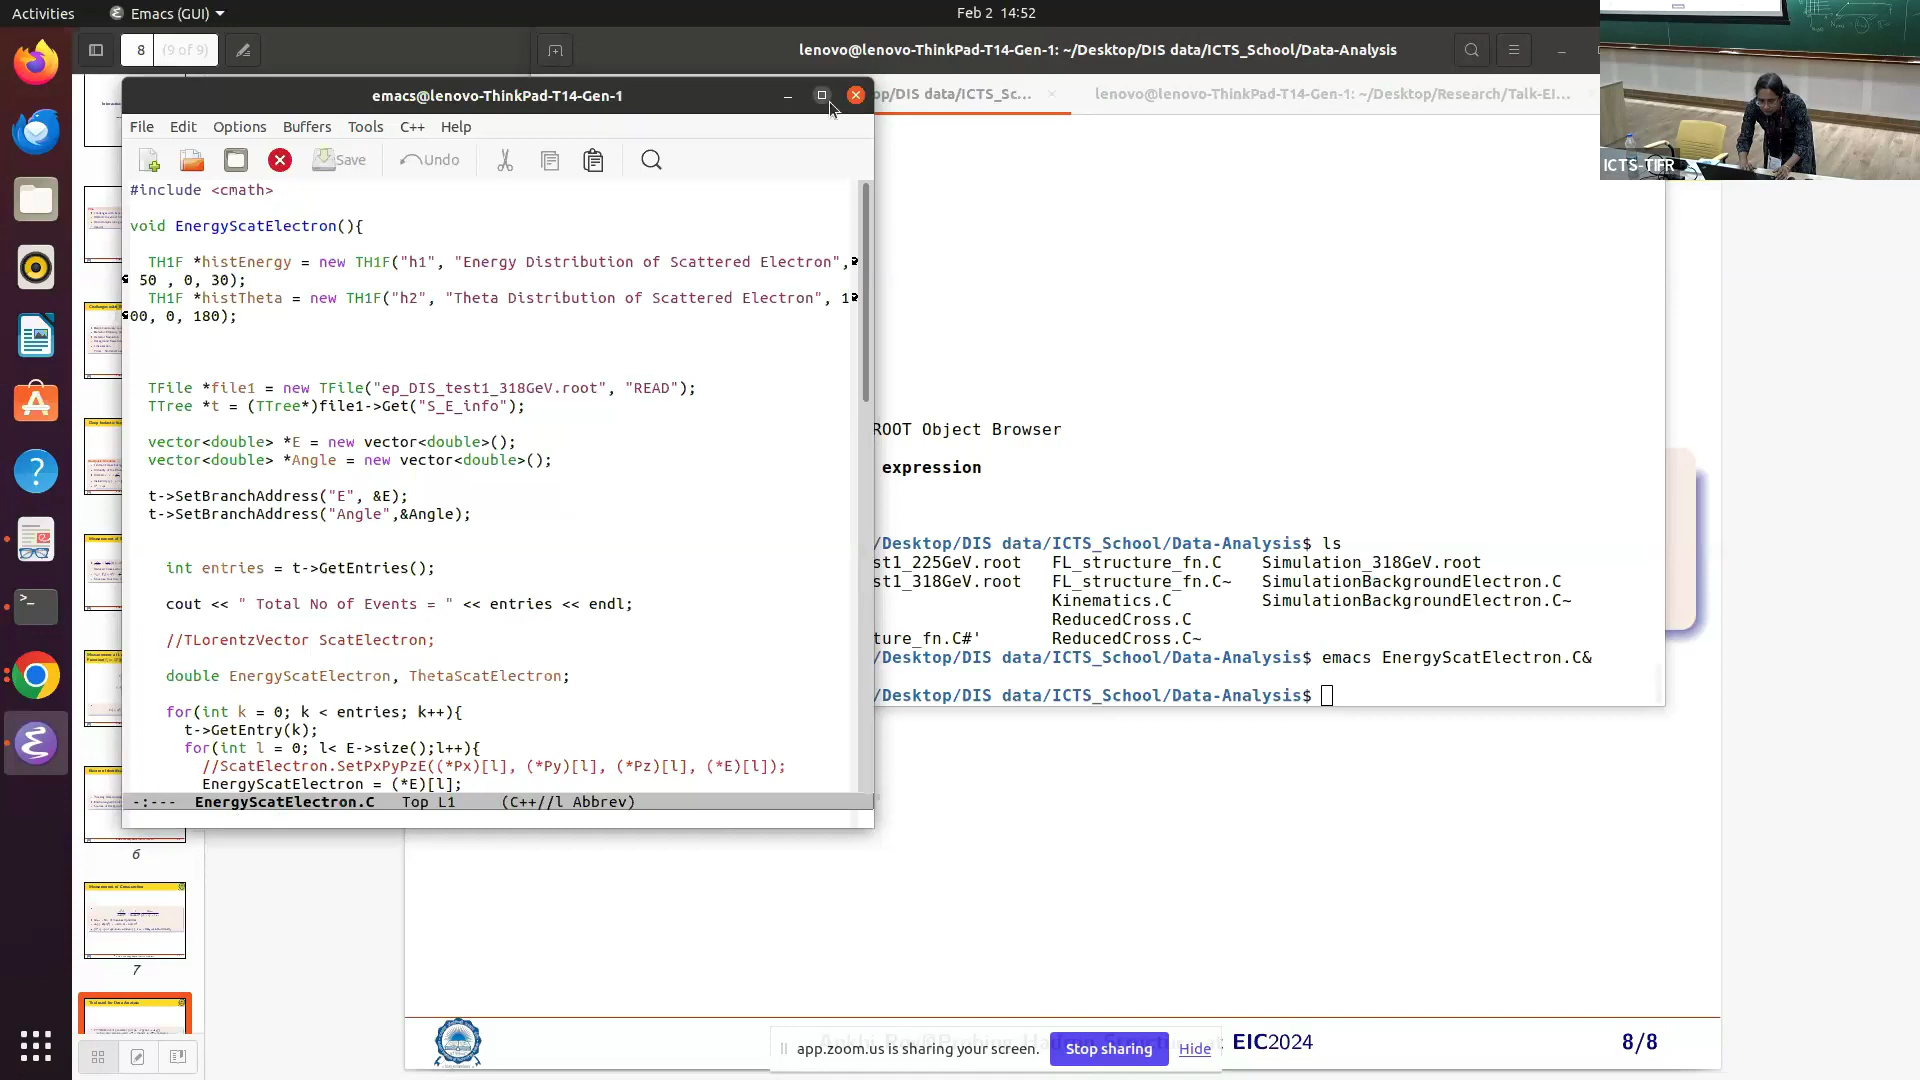 Activities
Emacs (GUI)
Feb 2 14:52
8 (9 of 9)
lenovo@lenovo-ThinkPad-T14-Gen-1: ~/Desktop/DIS data/ICTS_School/Data-Analysis
op/DIS data/ICTS_Sc...
lenovo@lenovo-ThinkPad-T14-Gen-1: ~/Desktop/Research/Talk-EI...
ICTS-TIFR
emacs@lenovo-ThinkPad-T14-Gen-1
File Edit Options Buffers Tools C++ Help
Save Undo
#include <cmath>
void EnergyScatElectron(){
TH1F *histEnergy = new TH1F("h1", "Energy Distribution of Scattered Electron",
50 , 0, 30);
TH1F *histTheta = new TH1F("h2", "Theta Distribution of Scattered Electron", 1
00, 0, 180);
TFile *file1 = new TFile("ep_DIS_test1_318GeV.root", "READ");
TTree *t = (TTree*)file1->Get("S_E_info");
vector<double> *E = new vector<double>();
vector<double> *Angle = new vector<double>();
t->SetBranchAddress("E", &E);
t->SetBranchAddress("Angle",&Angle);
int entries = t->GetEntries();
cout << " Total No of Events = " << entries << endl;
//TLorentzVector ScatElectron;
double EnergyScatElectron, ThetaScatElectron;
for(int k = 0; k < entries; k++){
t->GetEntry(k);
for(int l = 0; l< E->size();l++){
//ScatElectron.SetPxPyPzE((*Px)[l], (*Py)[l], (*Pz)[l], (*E)[l]);
EnergyScatElectron = (*E)[l];
-:--- EnergyScatElectron.C Top L1 (C++//l Abbrev)
ROOT Object Browser
expression
/Desktop/DIS data/ICTS_School/Data-Analysis$ ls
st1_225GeV.root FL_structure_fn.C Simulation_318GeV.root
st1_318GeV.root FL_structure_fn.C~ SimulationBackgroundElectron.C
Kinematics.C SimulationBackgroundElectron.C~
ReducedCross.C
ture_fn.C#' ReducedCross.C~
/Desktop/DIS data/ICTS_School/Data-Analysis$ emacs EnergyScatElectron.C&
/Desktop/DIS data/ICTS_School/Data-Analysis$
6
7
app.zoom.us is sharing your screen.
Stop sharing
Hide
EIC2024
8/8